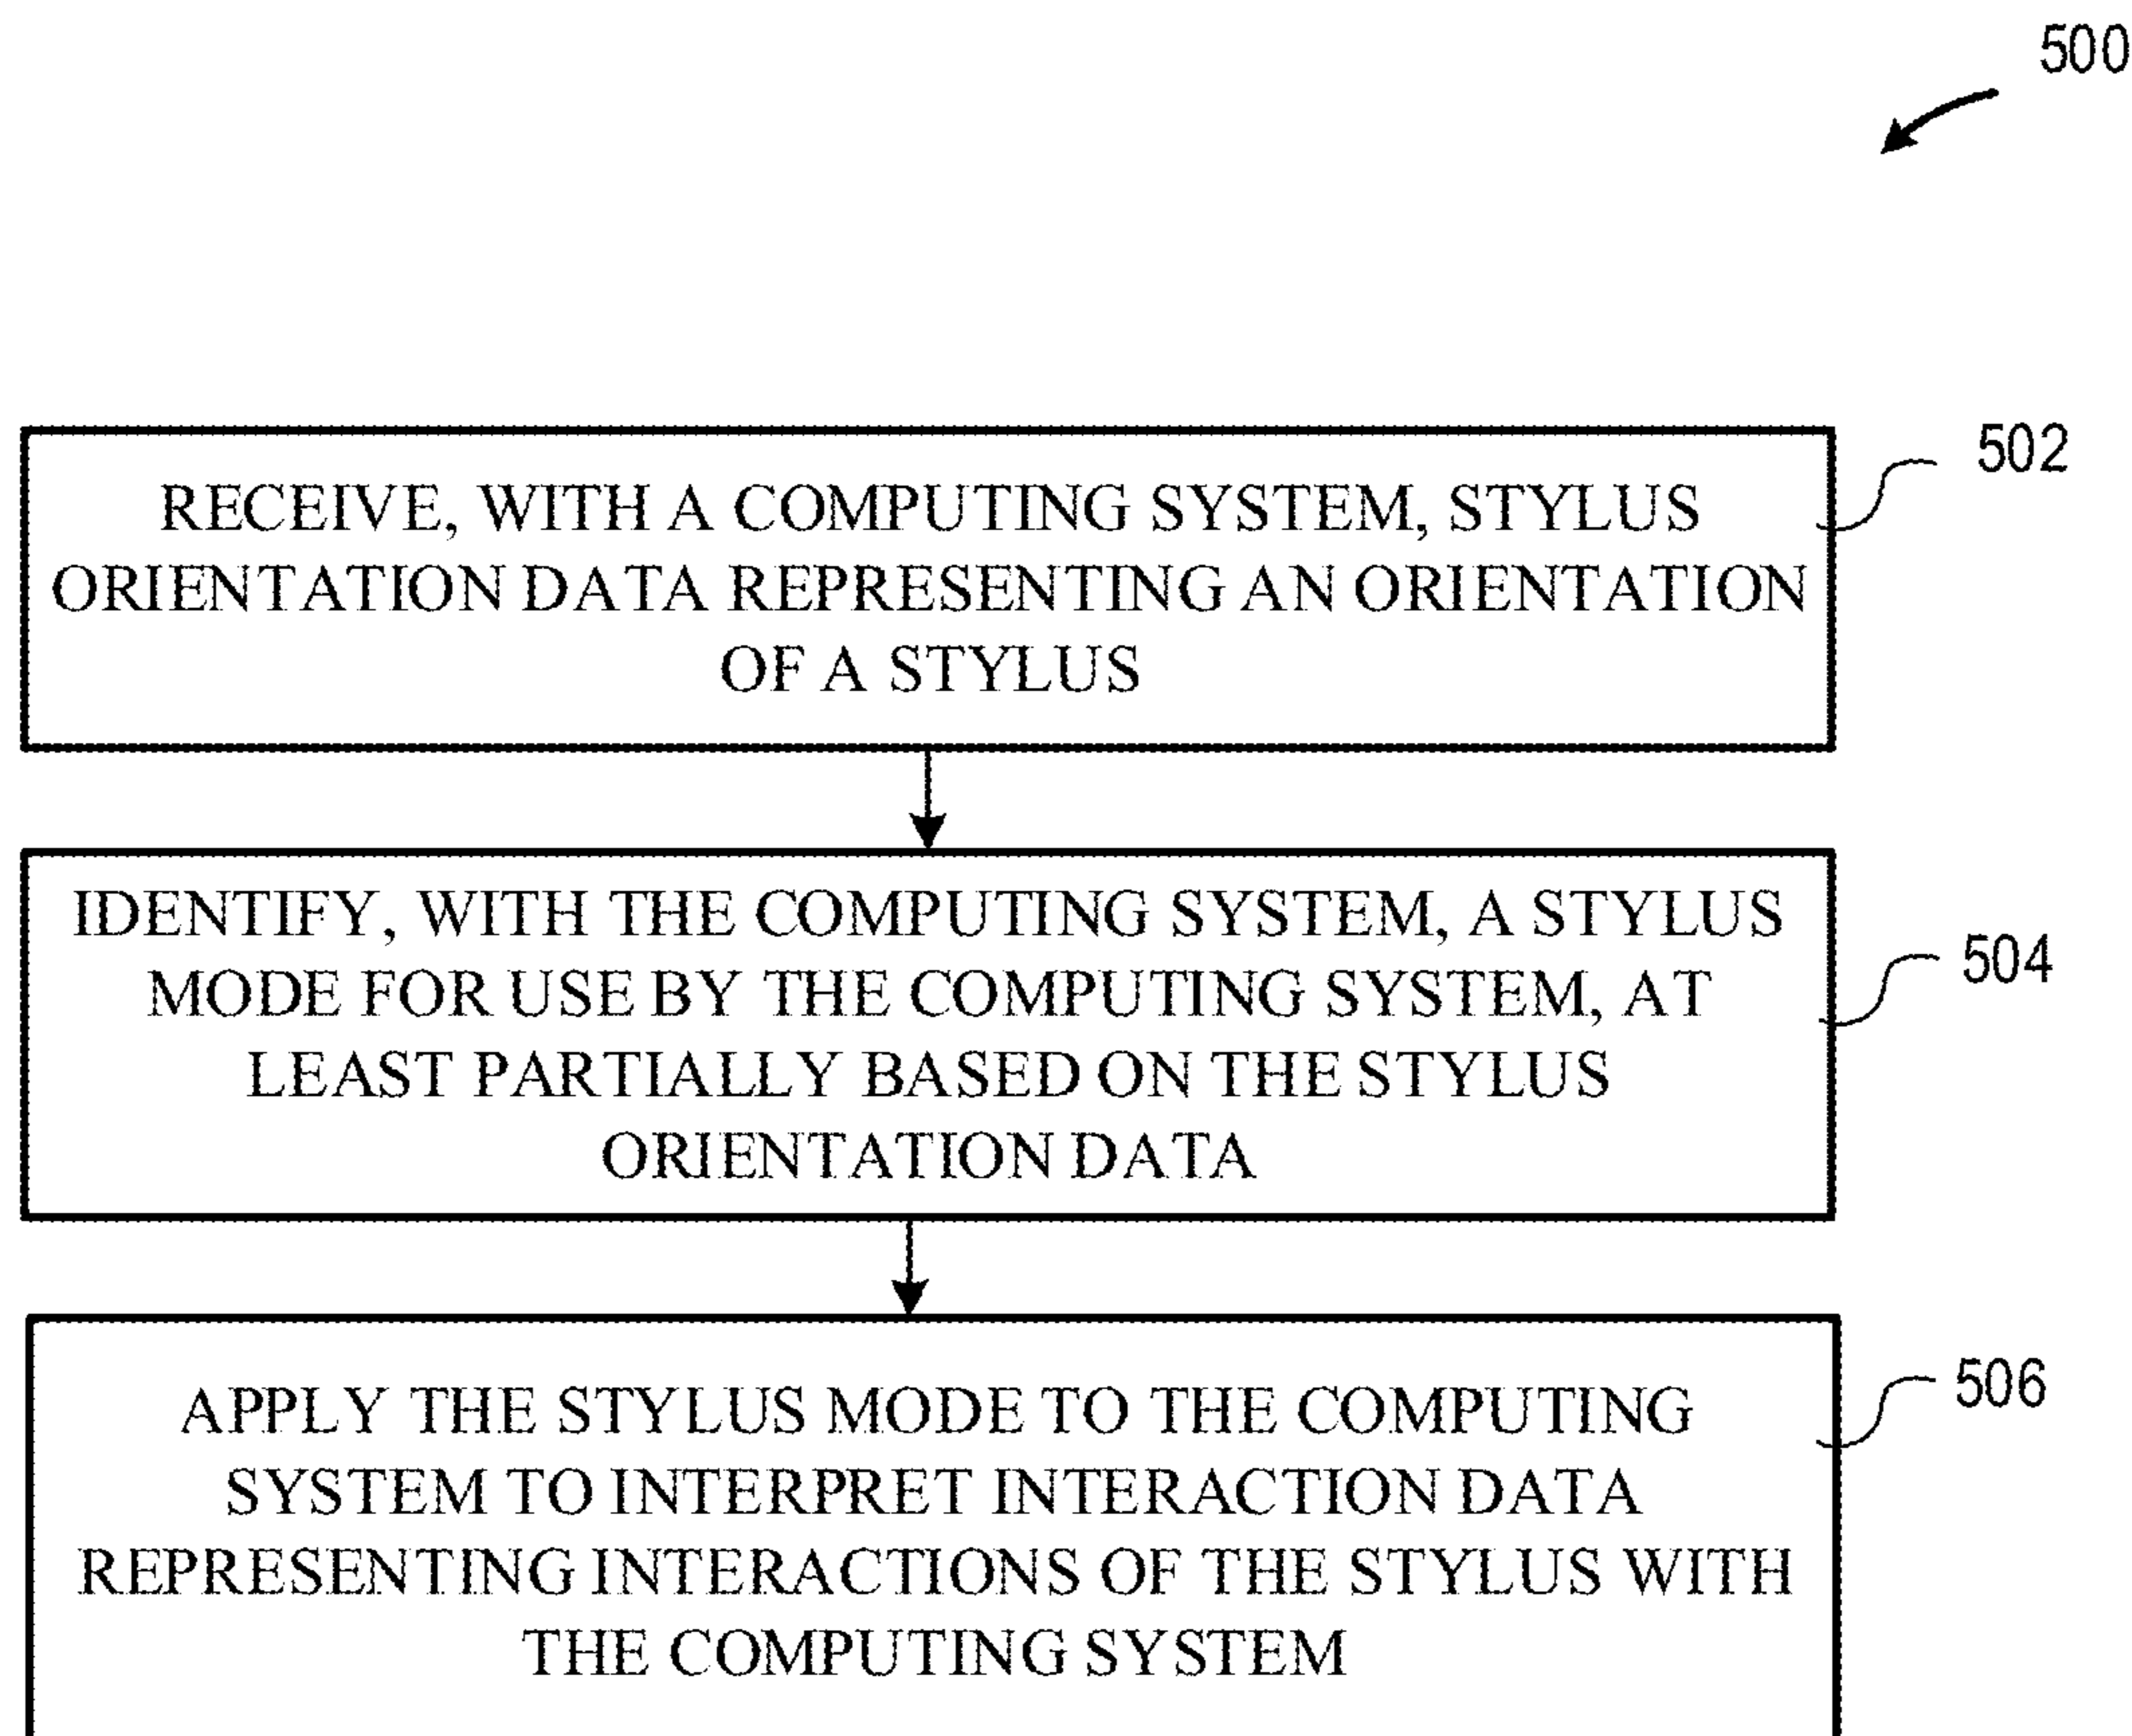 500
502
RECEIVE, WITH A COMPUTING SYSTEM, STYLUS
ORIENTATION DATA REPRESENTING AN ORIENTATION
OF A STYLUS
504
IDENTIFY, WITH THE COMPUTING SYSTEM, A STYLUS
MODE FOR USE BY THE COMPUTING SYSTEM, AT
LEAST PARTIALLY BASED ON THE STYLUS
ORIENTATION DATA
506
APPLY THE STYLUS MODE TO THE COMPUTING
SYSTEM TO INTERPRET INTERACTION DATA
REPRESENTING INTERACTIONS OF THE STYLUS WITH
THE COMPUTING SYSTEM